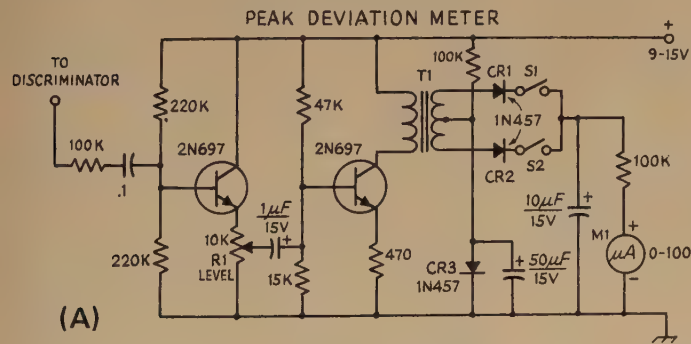 PEAK DEVIATION METER
TO
DISCRIMINATOR
100K
.1
220K
220K
2N697
10K
R1
LEVEL
1µF
15V
47K
15K
2N697
470
T1
100K
CR1
S1
1N457
CR2
S2
CR3
1N457
50µF
15V
10µF
15V
100K
M1
µA
0-100
+
9-15V
(A)